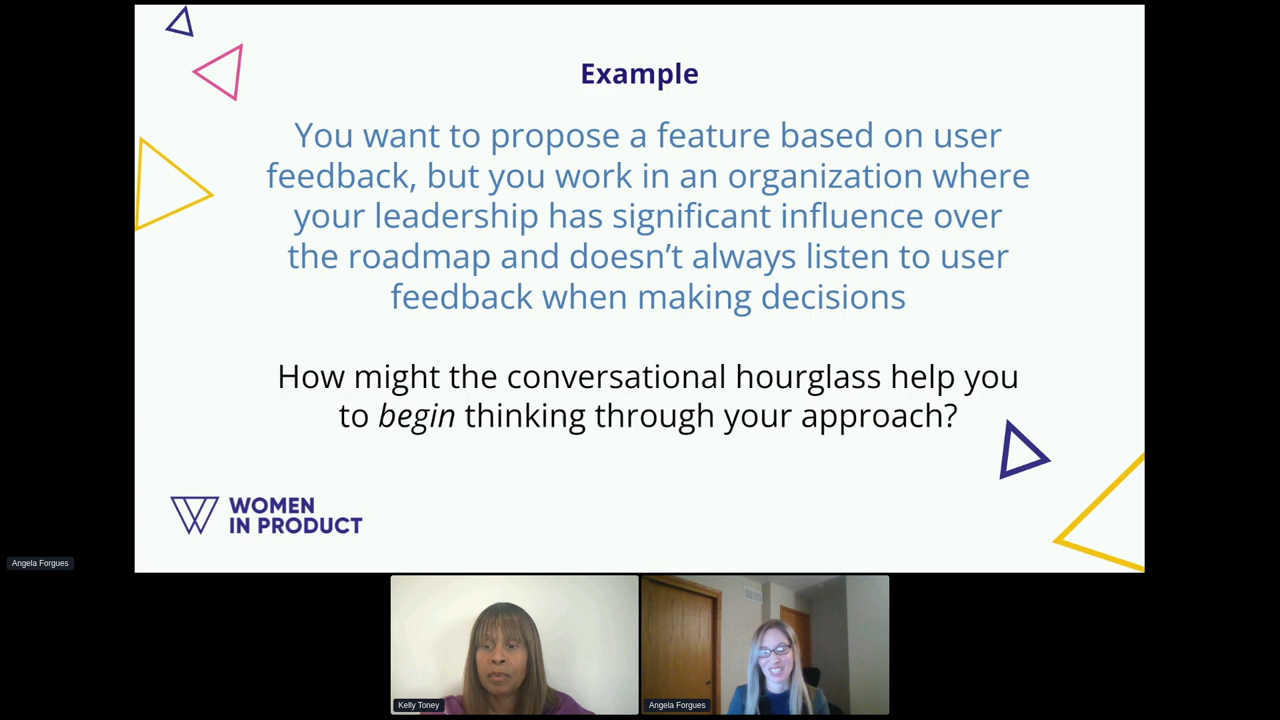 Example
You want to propose a feature based on user
feedback, but you work in an organization where
your leadership has significant influence over
the roadmap and doesn’t always listen to user
feedback when making decisions
How might the conversational hourglass help you
to begin thinking through your approach?
WOMEN
IN PRODUCT
Angela Forgues
Kelly Toney
Angela Forgues